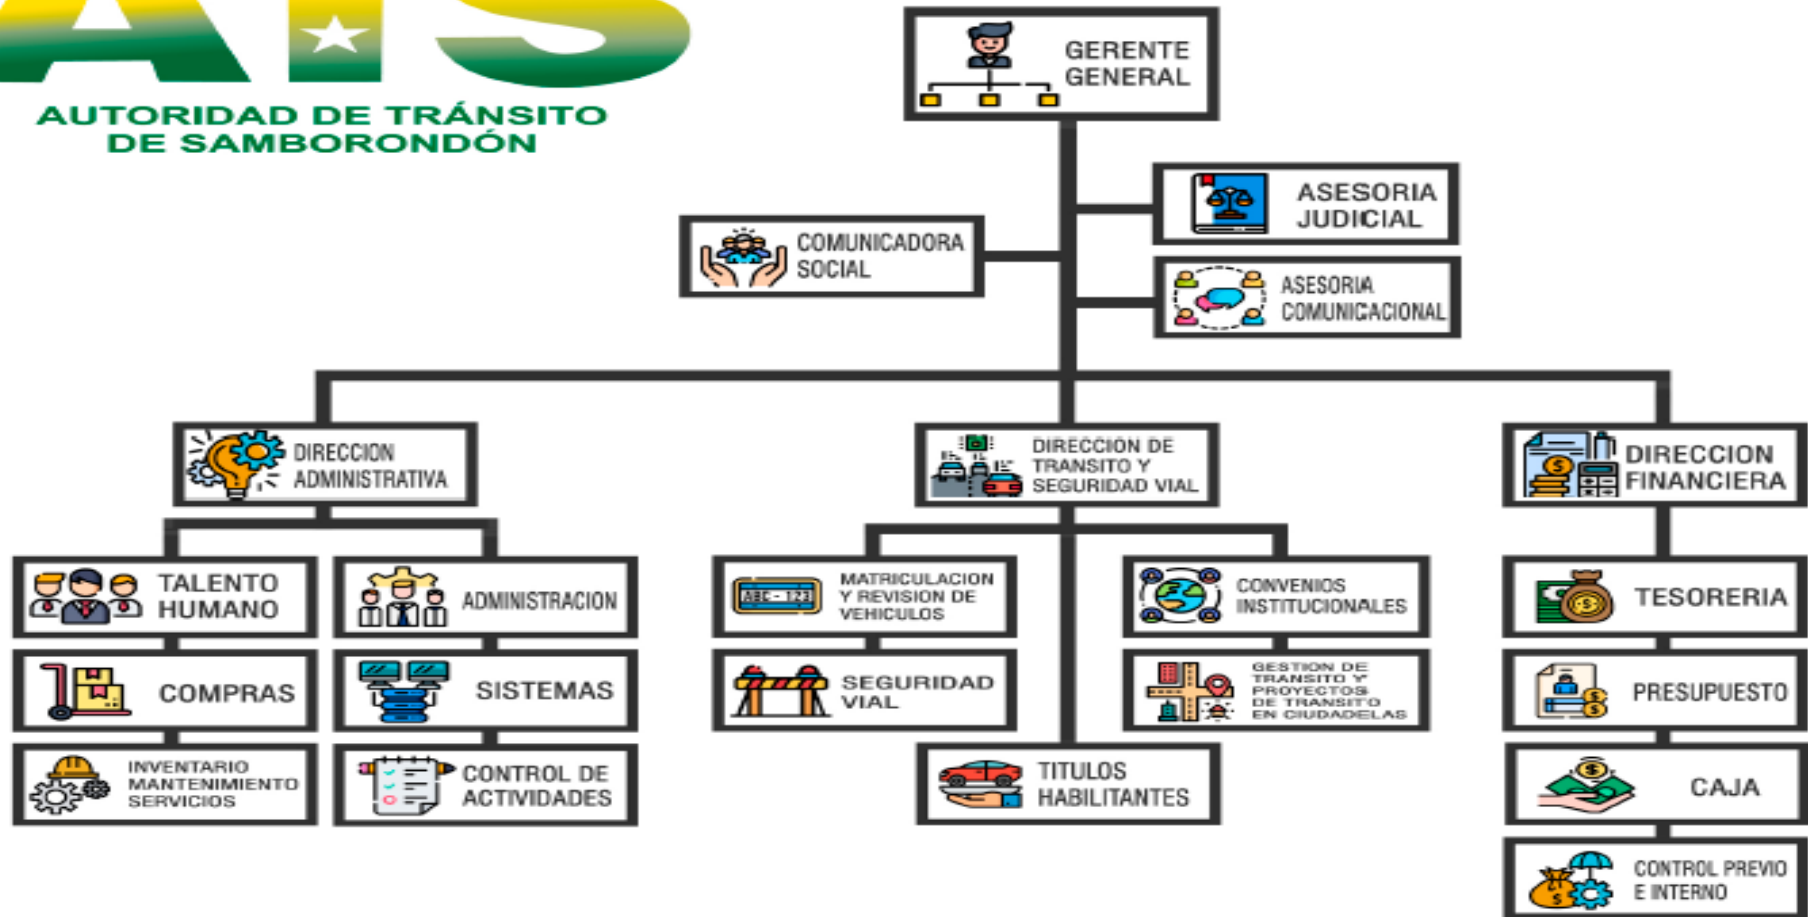 ATS
AUTORIDAD DE TRÁNSITO
DE SAMBORONDÓN
GERENTE
GENERAL
ASESORIA
JUDICIAL
COMUNICADORA
SOCIAL
ASESORIA
COMUNICACIONAL
DIRECCION
ADMINISTRATIVA
DIRECCION DE
TRANSITO Y
SEGURIDAD VIAL
DIRECCION
FINANCIERA
TALENTO
HUMANO
ADMINISTRACION
ABC - 123
MATRICULACION
Y REVISION DE
VEHICULOS
CONVENIOS
INSTITUCIONALES
TESORERIA
COMPRAS
SISTEMAS
SEGURIDAD
VIAL
GESTION DE
TRANSITO Y
PROYECTOS
DE TRANSITO
EN CIUDADELAS
PRESUPUESTO
INVENTARIO
MANTENIMIENTO
SERVICIOS
CONTROL DE
ACTIVIDADES
TITULOS
HABILITANTES
CAJA
CONTROL PREVIO
E INTERNO